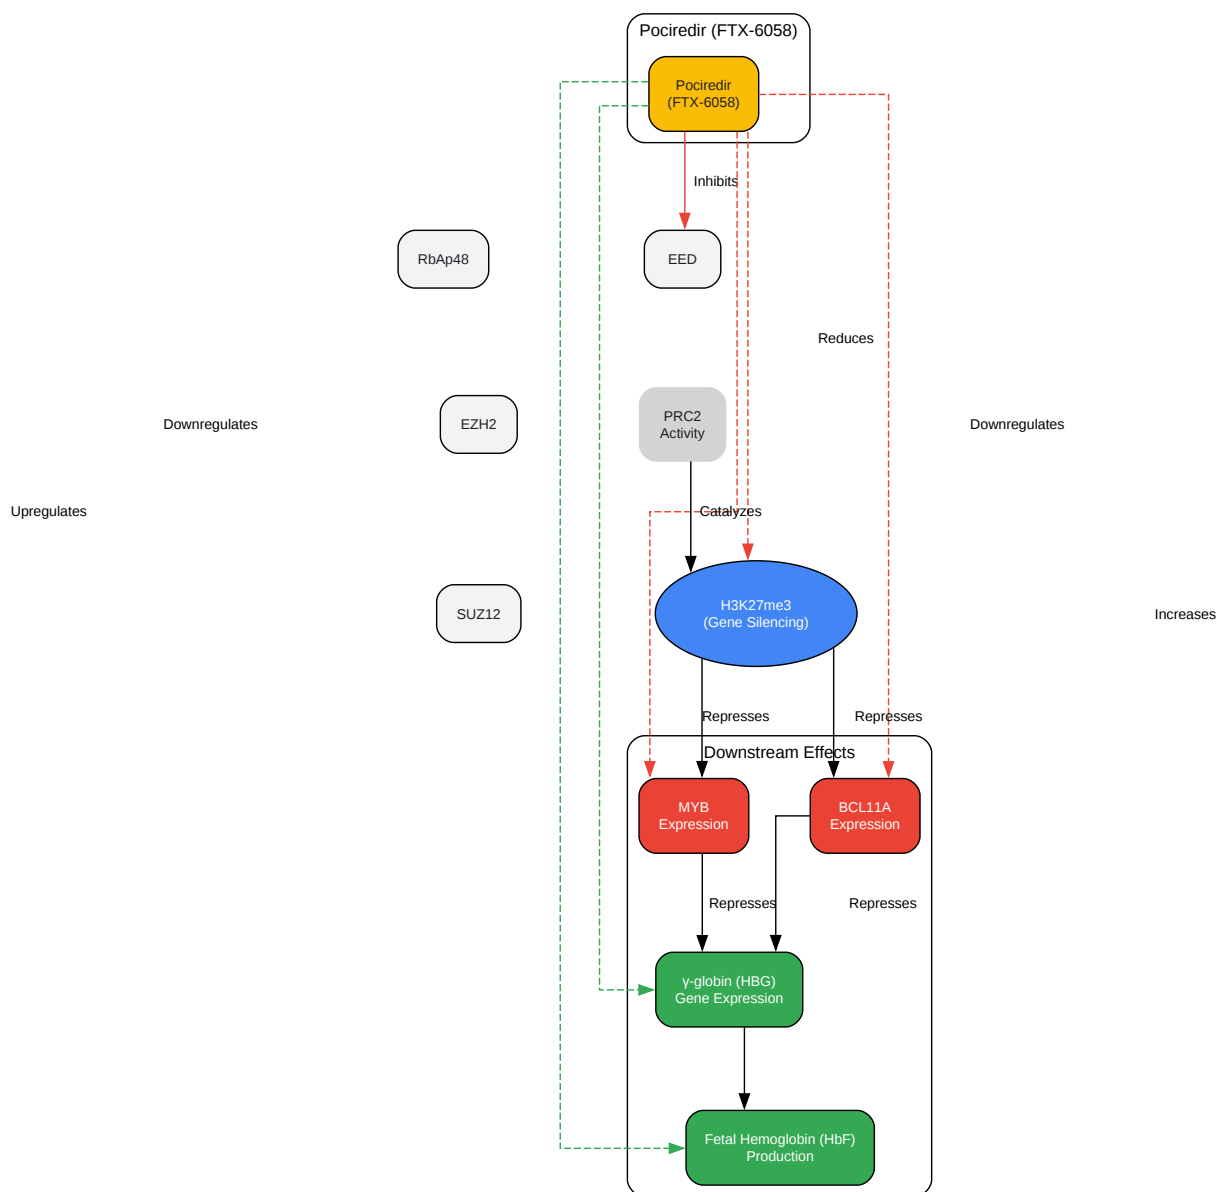 Pociredir (FTX-6058)
Pociredir
(FTX-6058)
Inhibits
RbAp48
EED
Reduces
PRC2
Activity
Downregulates
EZH2
Downregulates
Upregulates
Catalyzes
H3K27me3
(Gene Silencing)
SUZ12
Increases
Represses
Represses
Downstream Effects
MYB
Expression
BCL11A
Expression
Represses
Represses
γ-globin (HBG)
Gene Expression
Fetal Hemoglobin (HbF)
Production